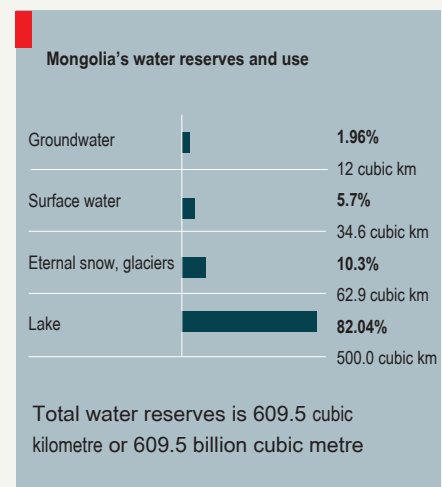 Mongolia's water reserves and use
Groundwater
1.96%
12 cubic km
Surface water
5.7%
34.6 cubic km
Eternal snow, glaciers
10.3%
62.9 cubic km
Lake
82.04%
500.0 cubic km
Total water reserves is 609.5 cubic
kilometre or 609.5 billion cubic metre